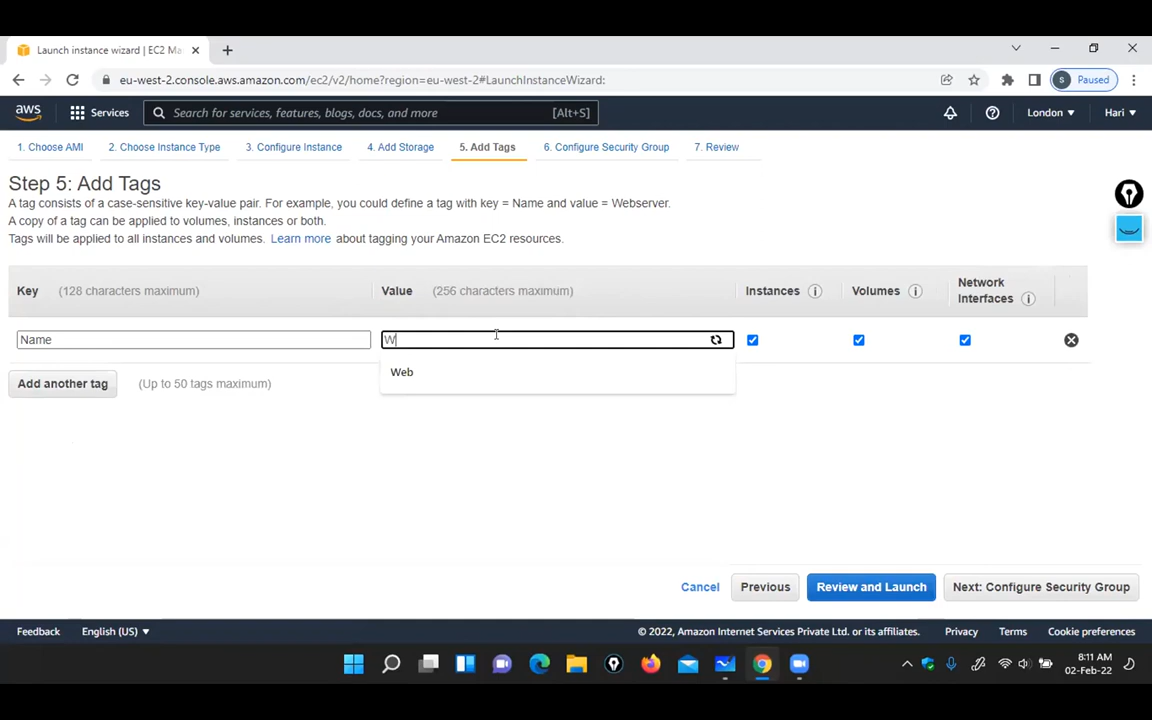 Launch instance wizard | EC2 Ma
eu-west-2.console.aws.amazon.com/ec2/v2/home?region=eu-west-2#LaunchInstanceWizard:
S Paused
aws Services Search for services, features, blogs, docs, and more [Alt+S] London Hari
1. Choose AMI 2. Choose Instance Type 3. Configure Instance 4. Add Storage 5. Add Tags 6. Configure Security Group 7. Review
Step 5: Add Tags
A tag consists of a case-sensitive key-value pair. For example, you could define a tag with key = Name and value = Webserver.
A copy of a tag can be applied to volumes, instances or both.
Tags will be applied to all instances and volumes. Learn more about tagging your Amazon EC2 resources.
Key (128 characters maximum) Value (256 characters maximum) Instances Volumes Network Interfaces
Name W
Web
Add another tag (Up to 50 tags maximum)
Cancel Previous Review and Launch Next: Configure Security Group
Feedback English (US) © 2022, Amazon Internet Services Private Ltd. or its affiliates. Privacy Terms Cookie preferences
8:11 AM
02-Feb-22